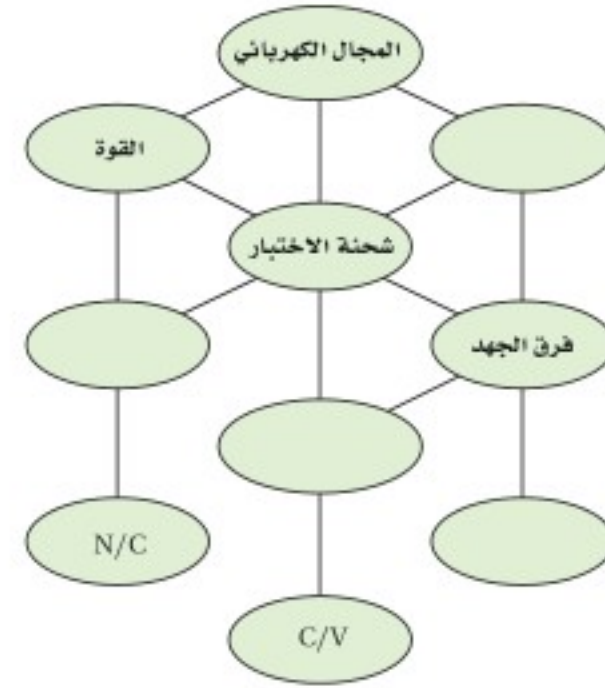 المجال الكهربائي
القوة
شحنة الاختبار
فرق الجهد
N/C
C/V